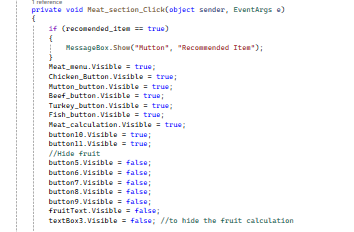 1 reference
private void Meat_section_Click(object sender, EventArgs e)
{
if (recomended_item == true)
{
MessageBox.Show("Mutton", "Recommended Item");
}
Meat_menu.Visible = true;
Chicken_Button.Visible = true;
Mutton_button.Visible = true;
Beef_button.Visible = true;
Turkey_button.Visible = true;
Fish_button.Visible = true;
Meat_calculation.Visible = true;
button10.Visible = true;
button11.Visible = true;
//Hide fruit
button5.Visible = false;
button6.Visible = false;
button7.Visible = false;
button8.Visible = false;
button9.Visible = false;
fruitText.Visible = false;
textBox3.Visible = false; //to hide the fruit calculation